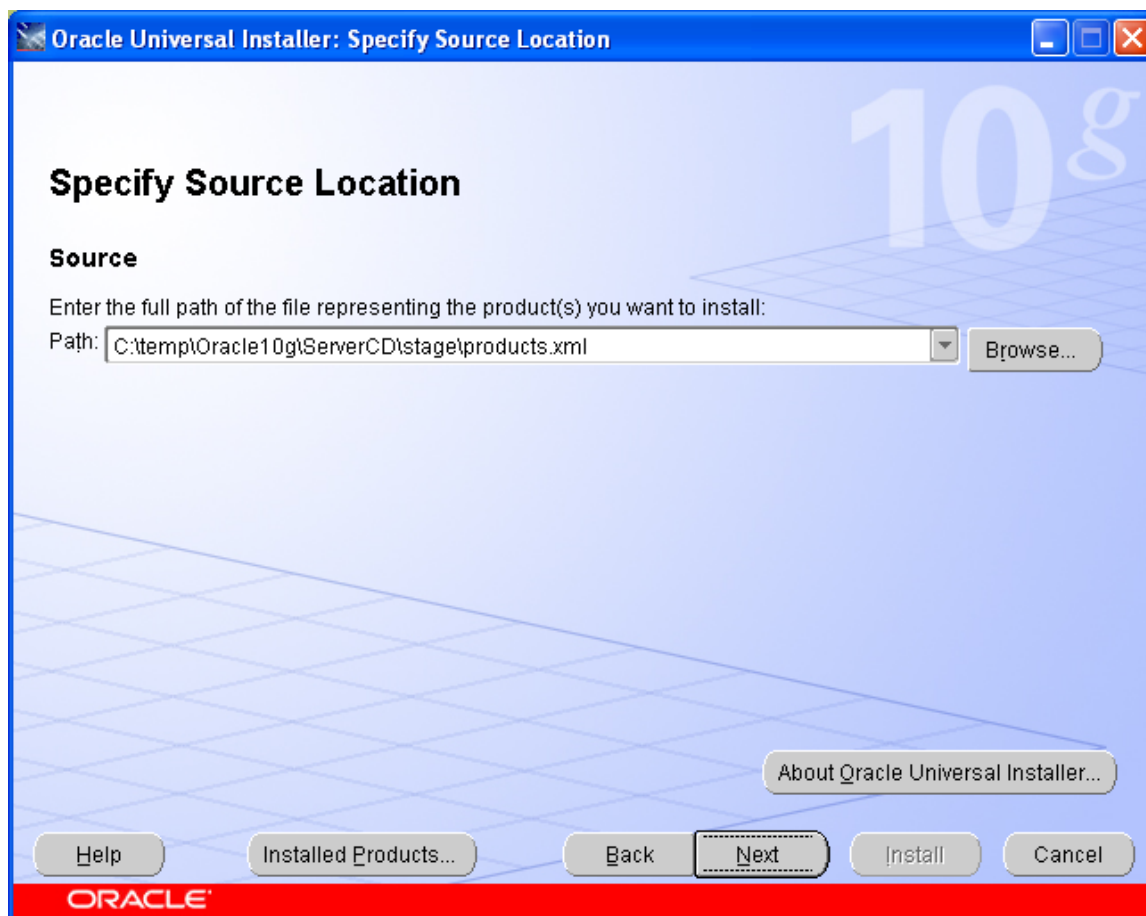 Oracle Universal Installer: Specify Source Location
10g
Specify Source Location
Source
Enter the full path of the file representing the product(s) you want to install:
Path: C:\temp\Oracle10g\ServerCD\stage\products.xml Browse...
About Oracle Universal Installer...
Help Installed Products... Back Next Install Cancel
ORACLE